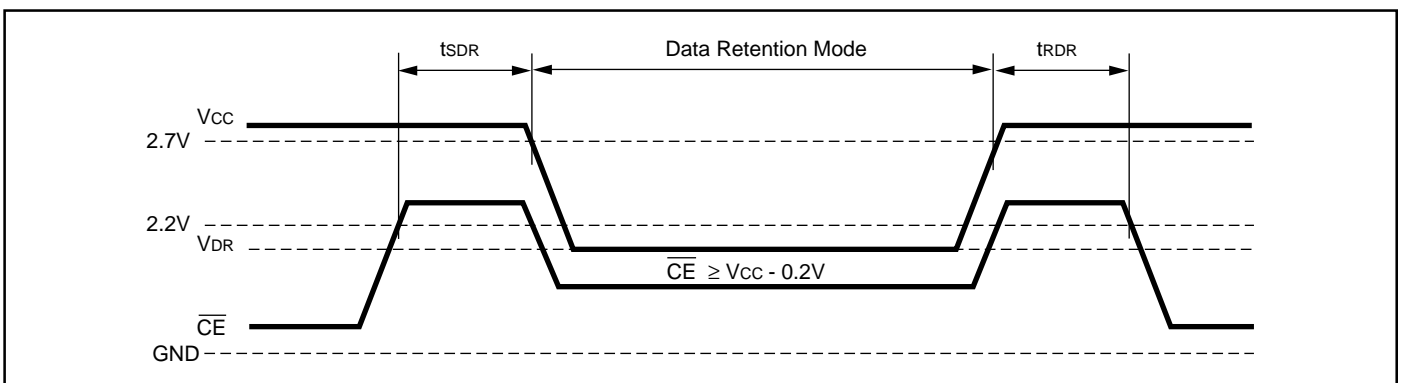 tSDR Data Retention Mode tRDR
VCC
2.7V
2.2V
VDR
CE ≥ VCC - 0.2V
CE
GND